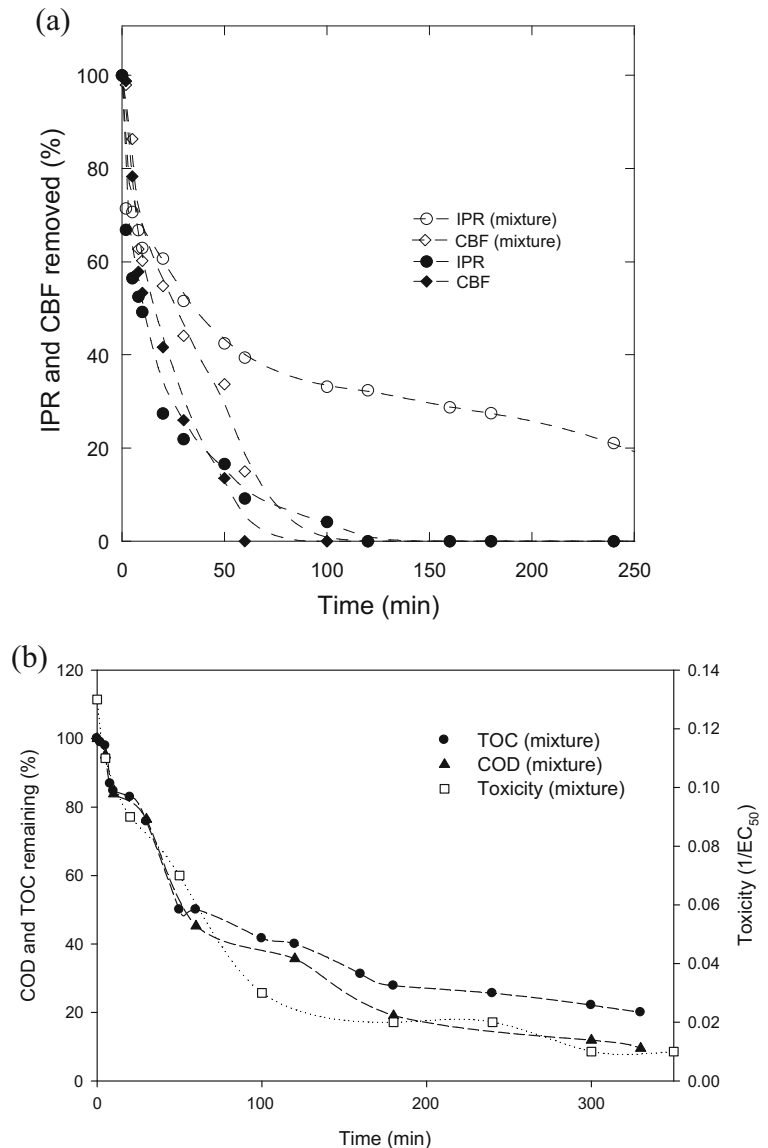 (a)
IPR and CBF removed (%)
100
80
60
40
20
0
IPR (mixture)
CBF (mixture)
IPR
CBF
0 50 100 150 200 250
Time (min)
(b)
COD and TOC remaining (%)
120
100
80
60
40
20
0
TOC (mixture)
COD (mixture)
Toxicity (mixture)
0.14
0.12
0.10
0.08
0.06
0.04
0.02
0.00
Toxicity (1/EC50)
0 100 200 300
Time (min)